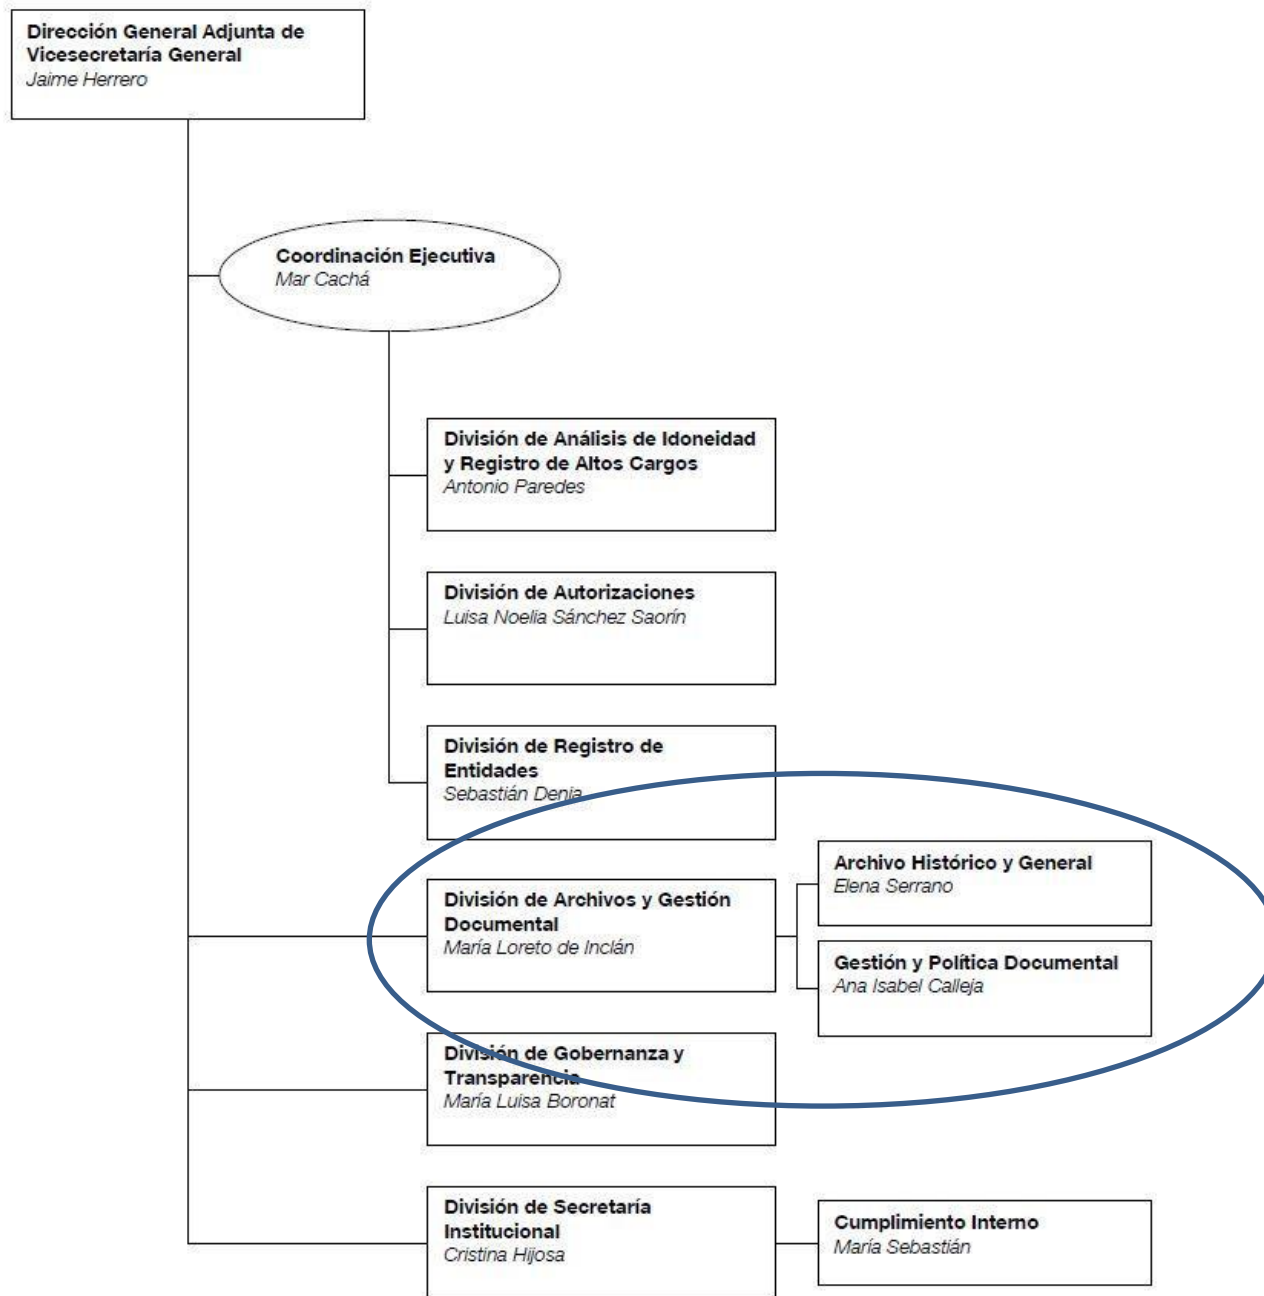 Dirección General Adjunta de
Vicesecretaría General
Jaime Herrero
Coordinación Ejecutiva
Mar Cachá
División de Análisis de Idoneidad
y Registro de Altos Cargos
Antonio Paredes
División de Autorizaciones
Luisa Noelia Sánchez Saorín
División de Registro de
Entidades
Sebastián Denia
División de Archivos y Gestión
Documental
María Loreto de Inclán
Archivo Histórico y General
Elena Serrano
Gestión y Política Documental
Ana Isabel Calleja
División de Gobernanza y
Transparencia
María Luisa Boronat
División de Secretaría
Institucional
Cristina Hijosa
Cumplimiento Interno
María Sebastián